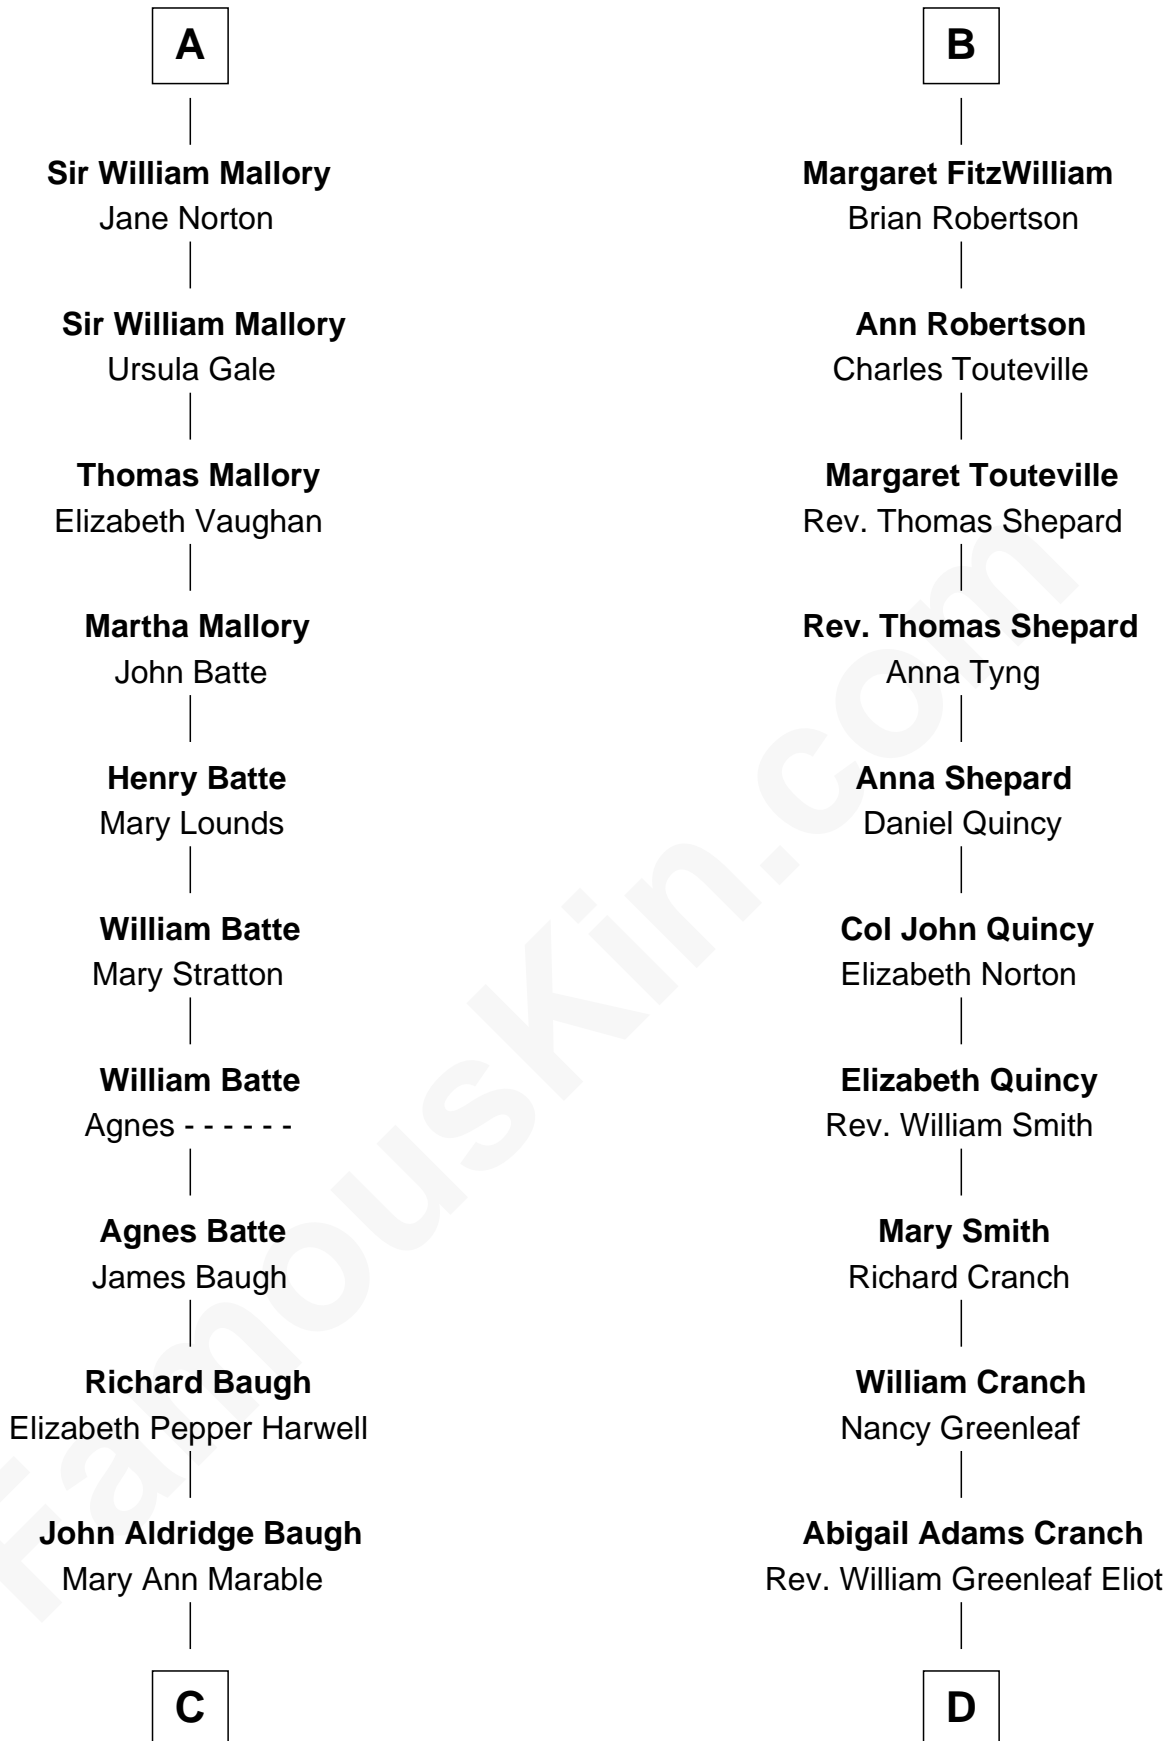 A
Sir William Mallory
Jane Norton
Sir William Mallory
Ursula Gale
Thomas Mallory
Elizabeth Vaughan
Martha Mallory
John Batte
Henry Batte
Mary Lounds
William Batte
Mary Stratton
William Batte
Agnes - - - - - -
Agnes Batte
James Baugh
Richard Baugh
Elizabeth Pepper Harwell
John Aldridge Baugh
Mary Ann Marable
C
B
Margaret FitzWilliam
Brian Robertson
Ann Robertson
Charles Touteville
Margaret Touteville
Rev. Thomas Shepard
Rev. Thomas Shepard
Anna Tyng
Anna Shepard
Daniel Quincy
Col John Quincy
Elizabeth Norton
Elizabeth Quincy
Rev. William Smith
Mary Smith
Richard Cranch
William Cranch
Nancy Greenleaf
Abigail Adams Cranch
Rev. William Greenleaf Eliot
D
FamousKin.com